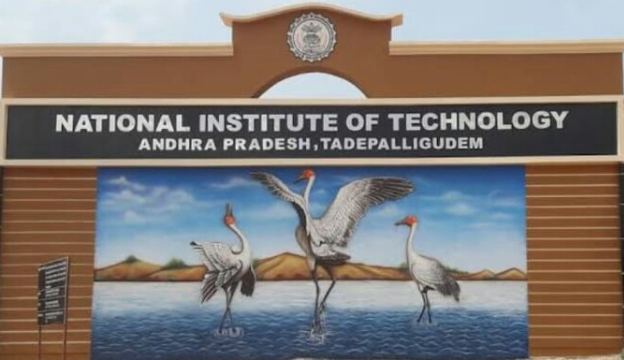 NATIONAL INSTITUTE OF TECHNOLOGY
ANDHRA PRADESH, TADEPALLIGUDEM